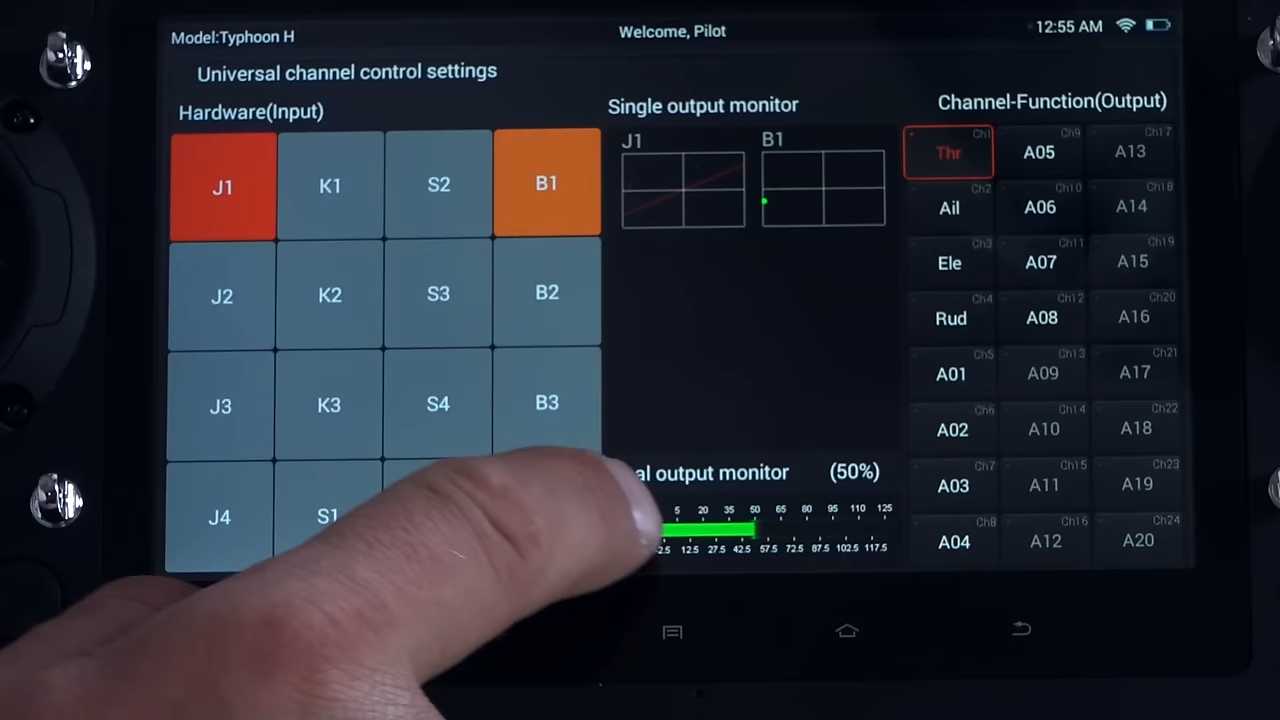 Model:Typhoon H
Welcome, Pilot
12:55 AM
Universal channel control settings
Hardware(Input)
Single output monitor
Channel-Function(Output)
J1 K1 S2 B1
J2 K2 S3 B2
J3 K3 S4 B3
J4 S1
J1 B1
Thr Ch1 A05 Ch9 A13 Ch17
Ail Ch2 A06 Ch10 A14 Ch18
Ele Ch3 A07 Ch11 A15 Ch19
Rud Ch4 A08 Ch12 A16 Ch20
A01 Ch5 A09 Ch13 A17 Ch21
A02 Ch6 A10 Ch14 A18 Ch22
A03 Ch7 A11 Ch15 A19 Ch23
A04 Ch8 A12 Ch16 A20 Ch24
output monitor (50%)
5 20 35 50 65 80 95 110 125
12.5 27.5 42.5 57.5 72.5 87.5 102.5 117.5